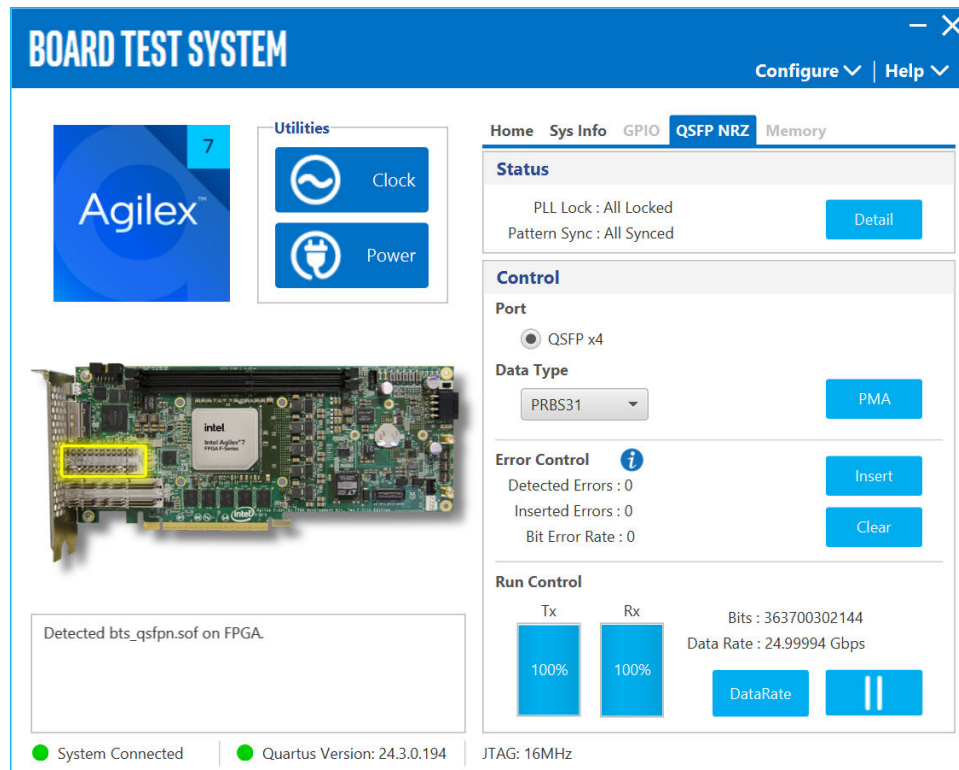 BOARD TEST SYSTEM
Configure | Help
7
Agilex™
Utilities
Clock
Power
Home Sys Info GPIO QSFP NRZ Memory
Status
PLL Lock : All Locked
Pattern Sync : All Synced
Detail
Control
Port
QSFP x4
Data Type
PRBS31
PMA
Error Control i
Detected Errors : 0
Inserted Errors : 0
Bit Error Rate : 0
Insert
Clear
Run Control
Tx Rx
100% 100%
Bits : 363700302144
Data Rate : 24.99994 Gbps
DataRate
intel
Intel Agilex® 7
FPGA F-Series
intel
Detected bts_qsfpn.sof on FPGA.
System Connected
Quartus Version: 24.3.0.194
JTAG: 16MHz